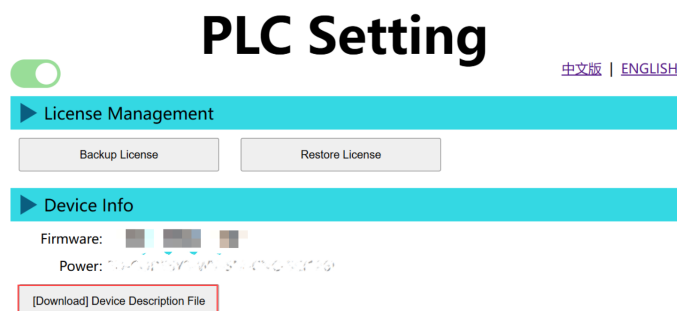 PLC Setting
中文版 | ENGLISH
License Management
Backup License Restore License
Device Info
Firmware:
Power:
[Download] Device Description File